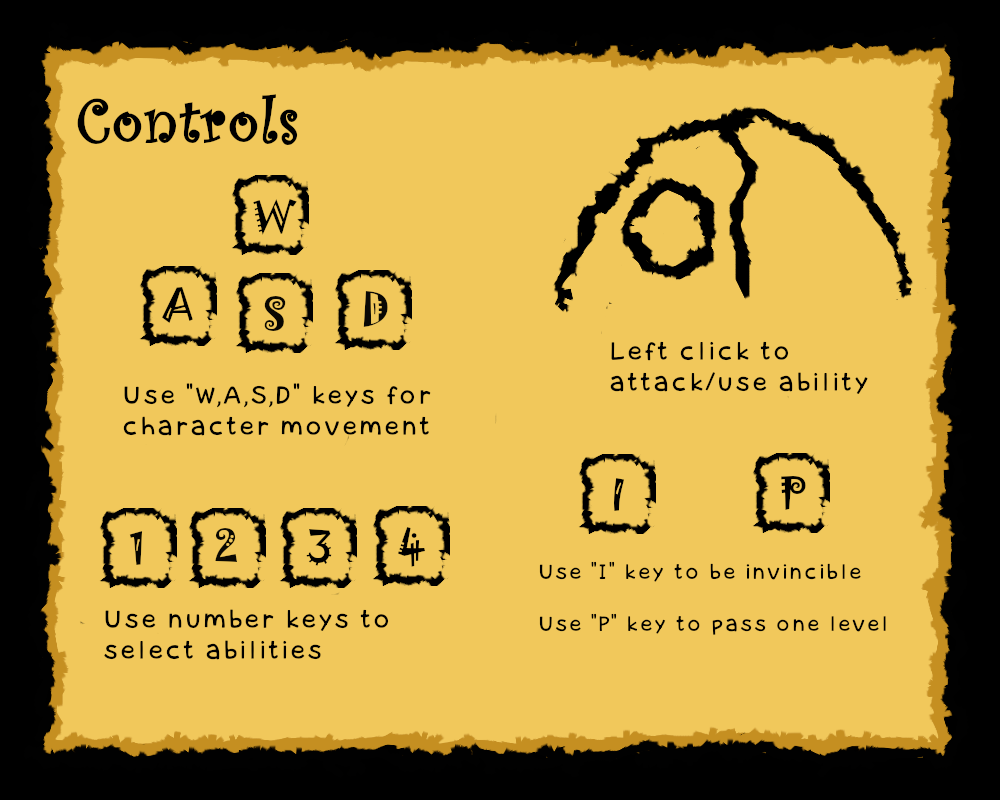 Controls
W
A S D
Use "W,A,S,D" keys for
character movement
Left click to
attack/use ability
1 2 3 4
Use number keys to
select abilities
I P
Use "I" key to be invincible
Use "P" key to pass one level